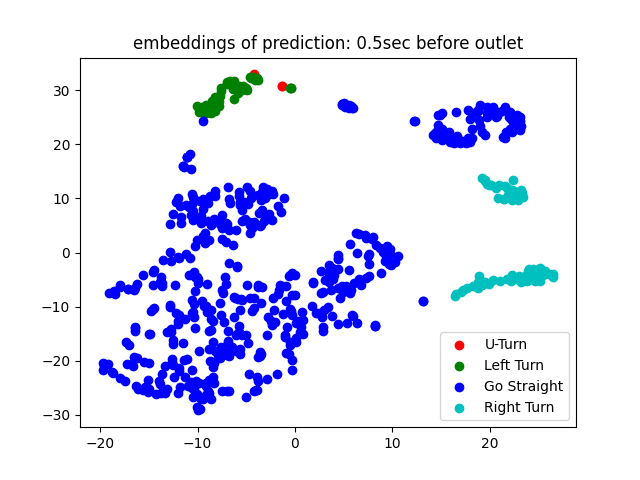 embeddings of prediction: 0.5sec before outlet
30
20
10
0
−10
−20
−30
−20
−10
0
10
20
U-Turn
Left Turn
Go Straight
Right Turn